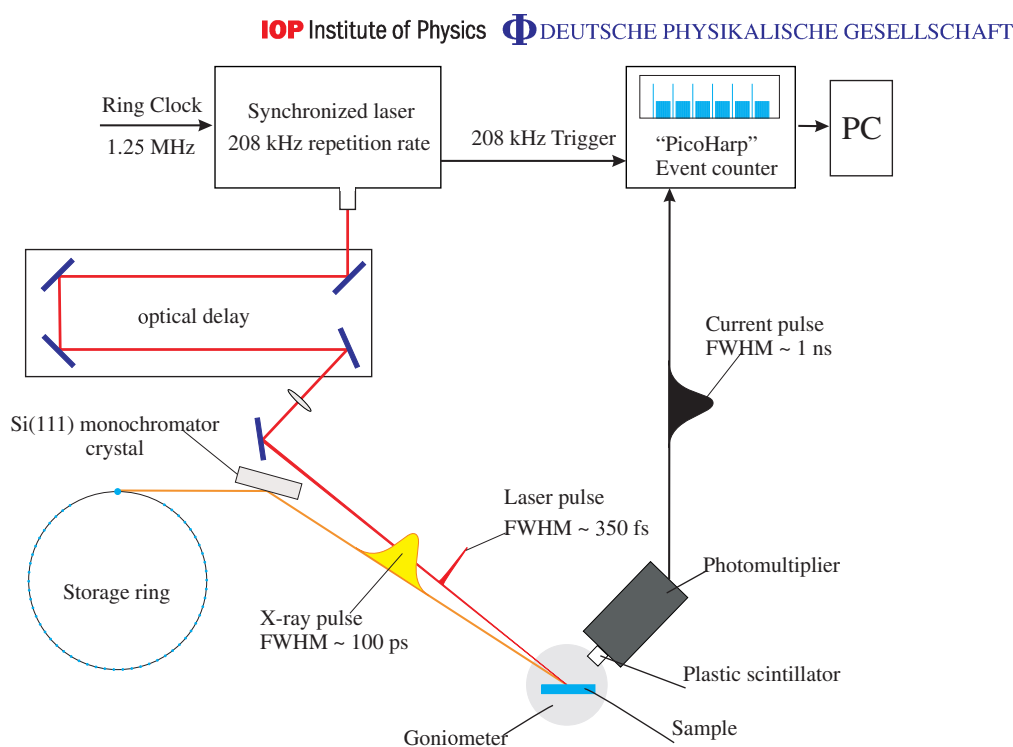 IOP Institute of Physics Φ DEUTSCHE PHYSIKALISCHE GESELLSCHAFT
Ring Clock
1.25 MHz
Synchronized laser
208 kHz repetition rate
208 kHz Trigger
“PicoHarp”
Event counter
PC
optical delay
Current pulse
FWHM ~ 1 ns
Si(111) monochromator
crystal
Laser pulse
FWHM ~ 350 fs
Storage ring
X-ray pulse
FWHM ~ 100 ps
Photomultiplier
Plastic scintillator
Sample
Goniometer